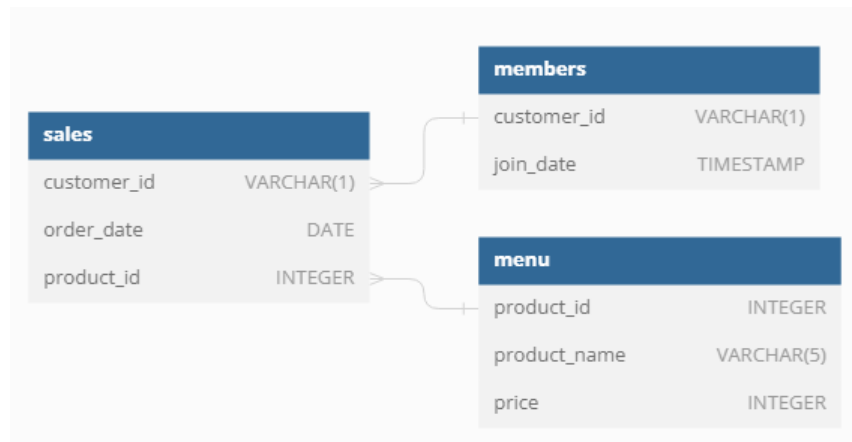 sales
customer_id VARCHAR(1)
order_date DATE
product_id INTEGER
members
customer_id VARCHAR(1)
join_date TIMESTAMP
menu
product_id INTEGER
product_name VARCHAR(5)
price INTEGER